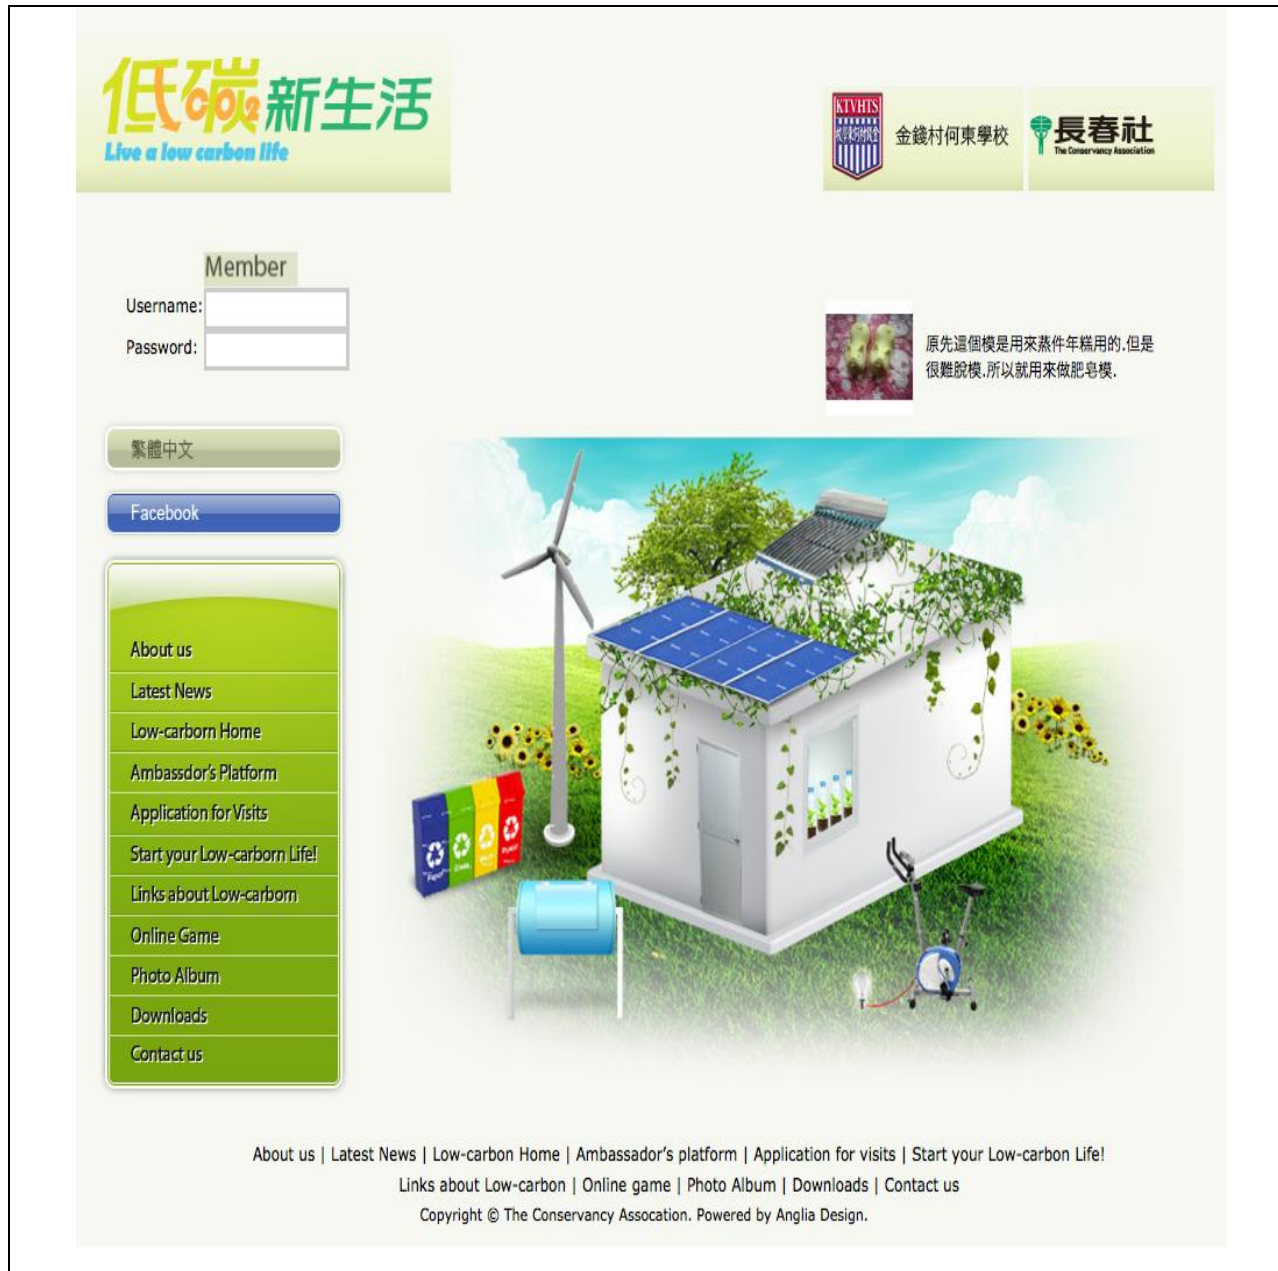 低碳新生活
CO2
Live a low carbon life
KTVHTS
金錢村何東學校
長春社
The Conservancy Association
Member
Username:
Password:
原先這個模是用來蒸件年糕用的.但是
很難脫模.所以就用來做肥皂模.
繁體中文
Facebook
About us
Latest News
Low-carborn Home
Ambassdor's Platform
Application for Visits
Start your Low-carborn Life!
Links about Low-carborn
Online Game
Photo Album
Downloads
Contact us
About us | Latest News | Low-carbon Home | Ambassador's platform | Application for visits | Start your Low-carbon Life!
Links about Low-carbon | Online game | Photo Album | Downloads | Contact us
Copyright © The Conservancy Assocation. Powered by Anglia Design.